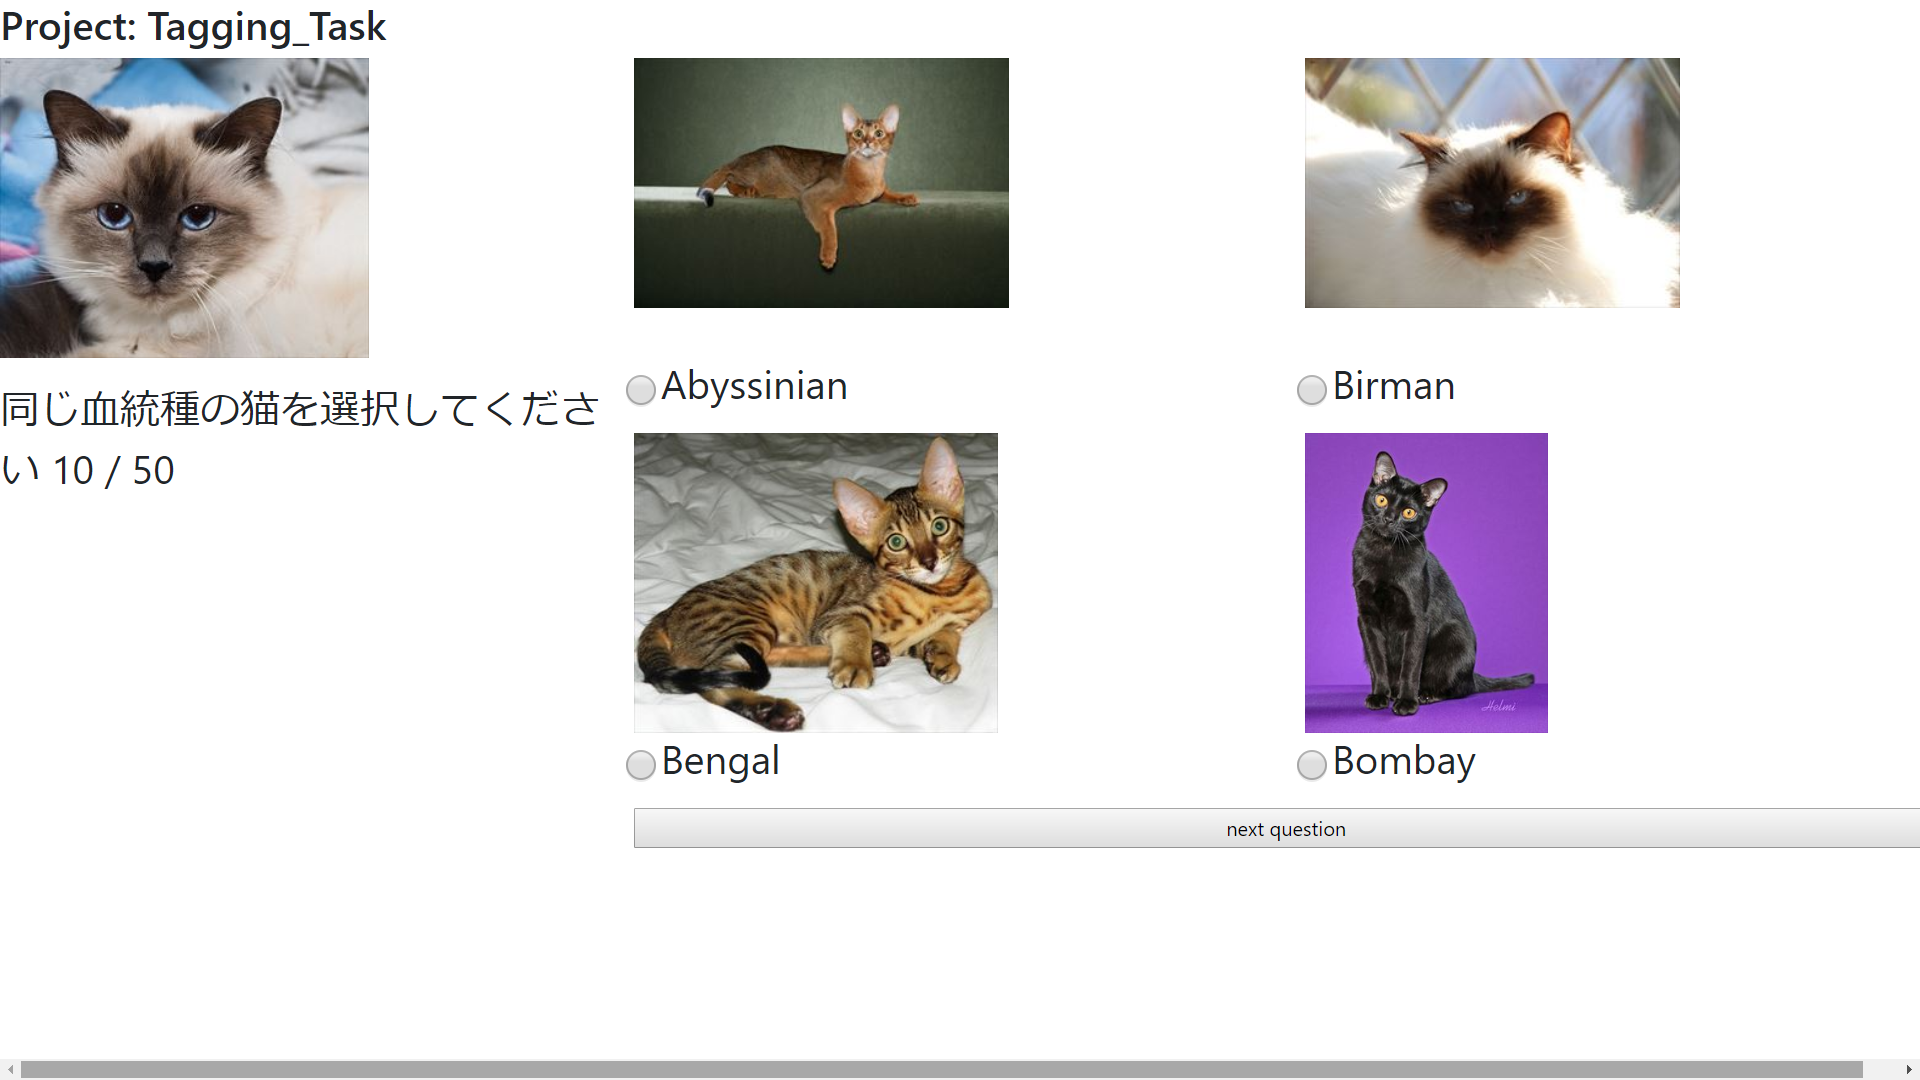 Project: Tagging_Task
同じ血統種の猫を選択してくださ
い 10 / 50
Abyssinian
Birman
Helmi
Bengal
Bombay
next question